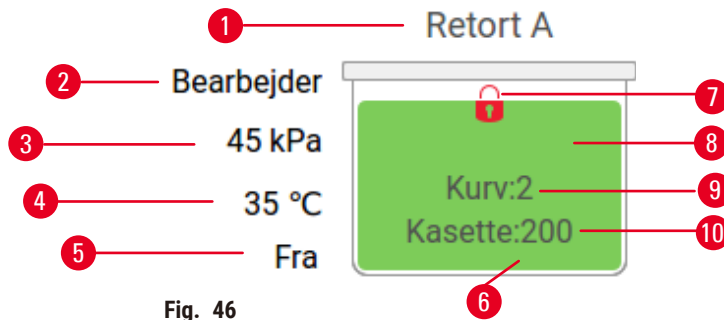 1 Retort A
2 Bearbejder
7
3 45 kPa
8
4 35 °C
Kurv:2 9
5 Fra
Kasette:200 10
6
Fig. 46